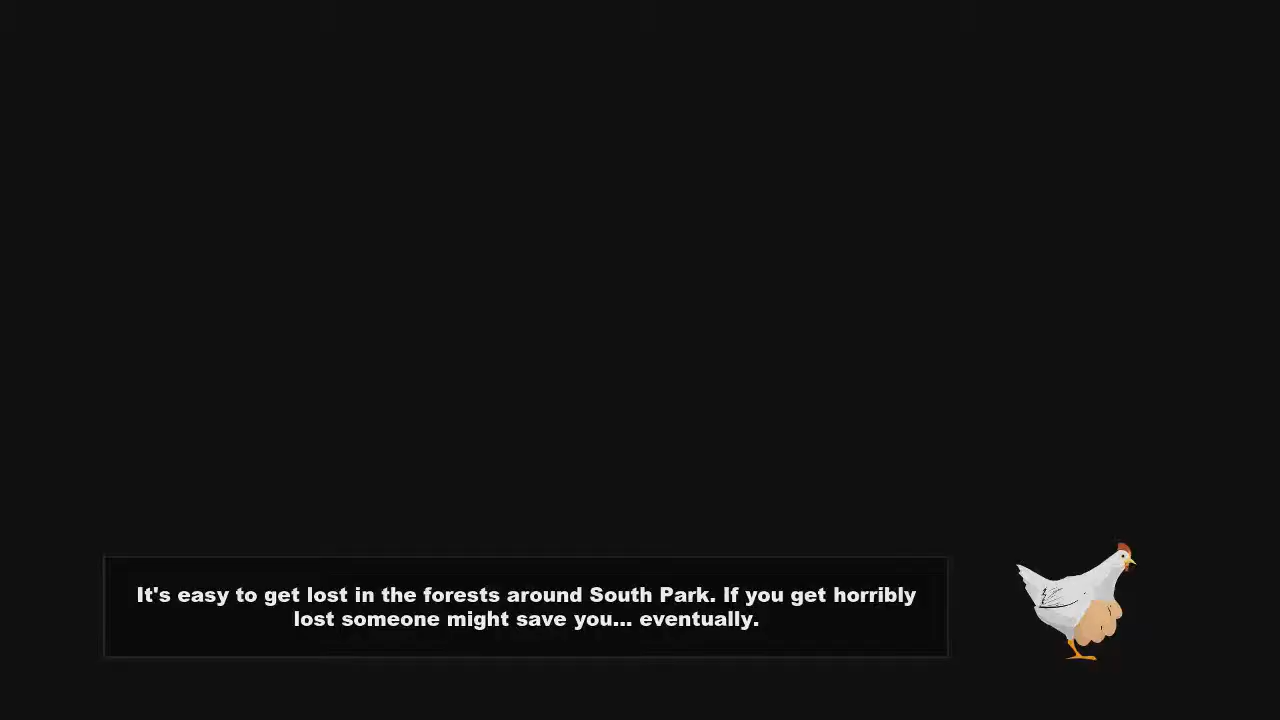 It's easy to get lost in the forests around South Park. If you get horribly
lost someone might save you... eventually.